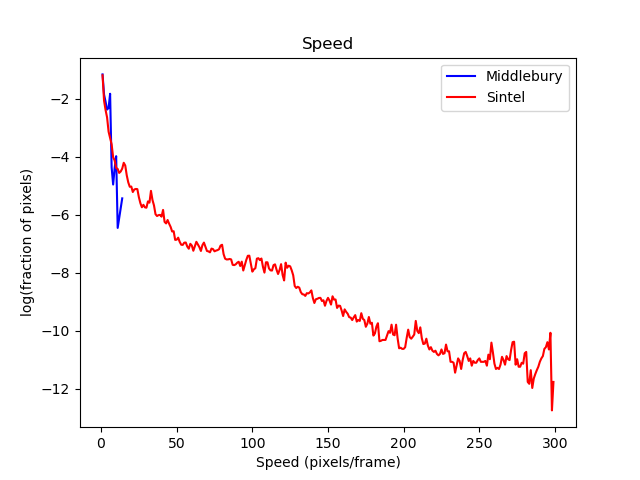 Speed
Middlebury
Sintel
log(fraction of pixels)
−2
−4
−6
−8
−10
−12
0 50 100 150 200 250 300
Speed (pixels/frame)